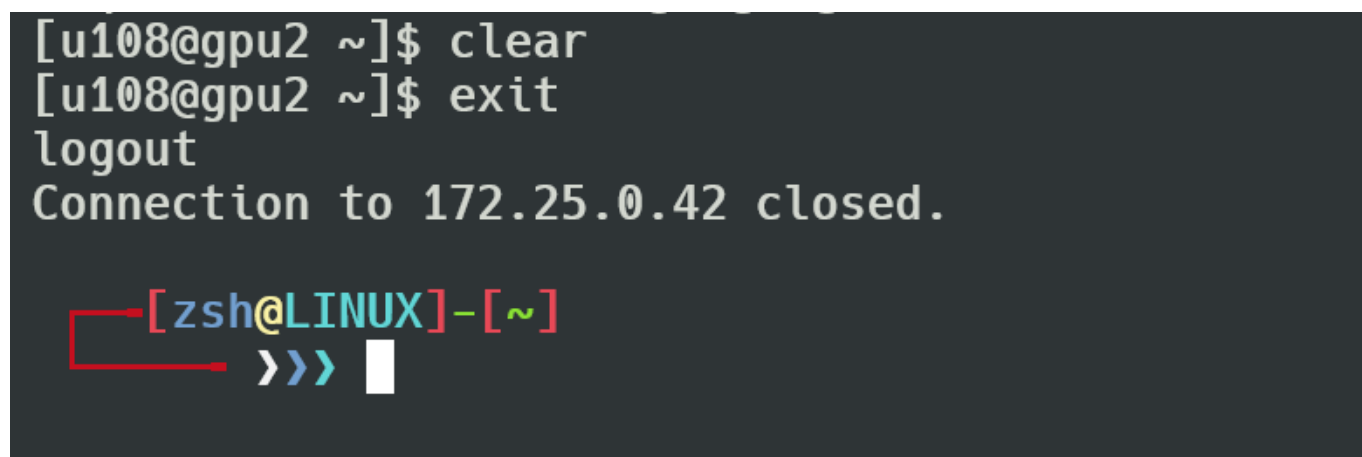 [u108@gpu2 ~]$ clear
[u108@gpu2 ~]$ exit
logout
Connection to 172.25.0.42 closed.
[zsh@LINUX]-[~]
❯❯❯